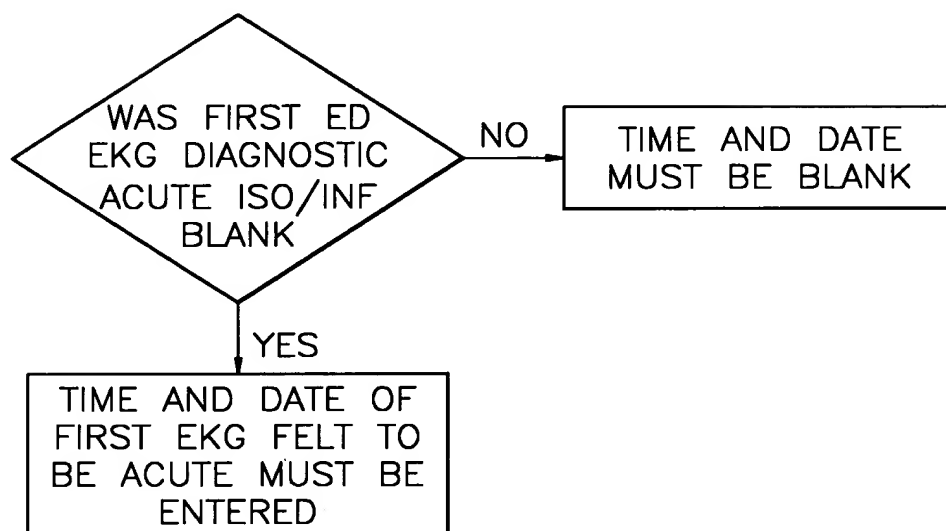 WAS FIRST ED
EKG DIAGNOSTIC
ACUTE ISO/INF
BLANK
NO
TIME AND DATE
MUST BE BLANK
YES
TIME AND DATE OF
FIRST EKG FELT TO
BE ACUTE MUST BE
ENTERED